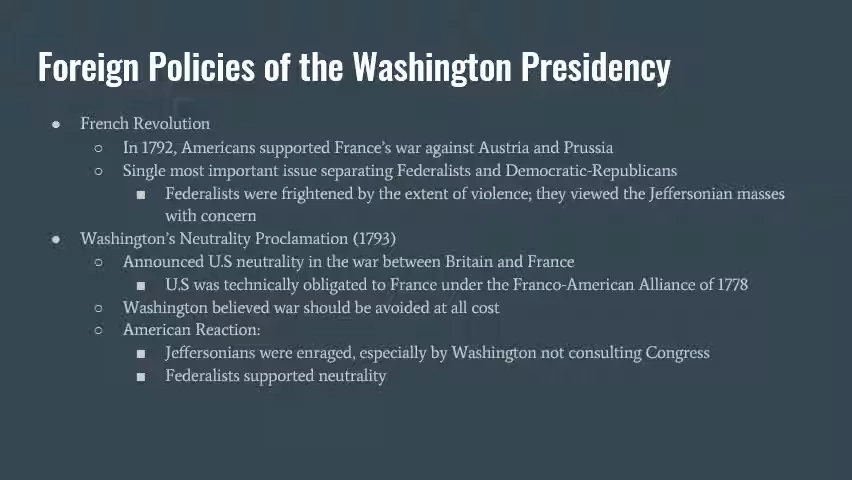 Foreign Policies of the Washington Presidency
● French Revolution
○ In 1792, Americans supported France's war against Austria and Prussia
○ Single most important issue separating Federalists and Democratic-Republicans
■ Federalists were frightened by the extent of violence; they viewed the Jeffersonian masses
with concern
● Washington's Neutrality Proclamation (1793)
○ Announced U.S neutrality in the war between Britain and France
■ U.S was technically obligated to France under the Franco-American Alliance of 1778
○ Washington believed war should be avoided at all cost
○ American Reaction:
■ Jeffersonians were enraged, especially by Washington not consulting Congress
■ Federalists supported neutrality